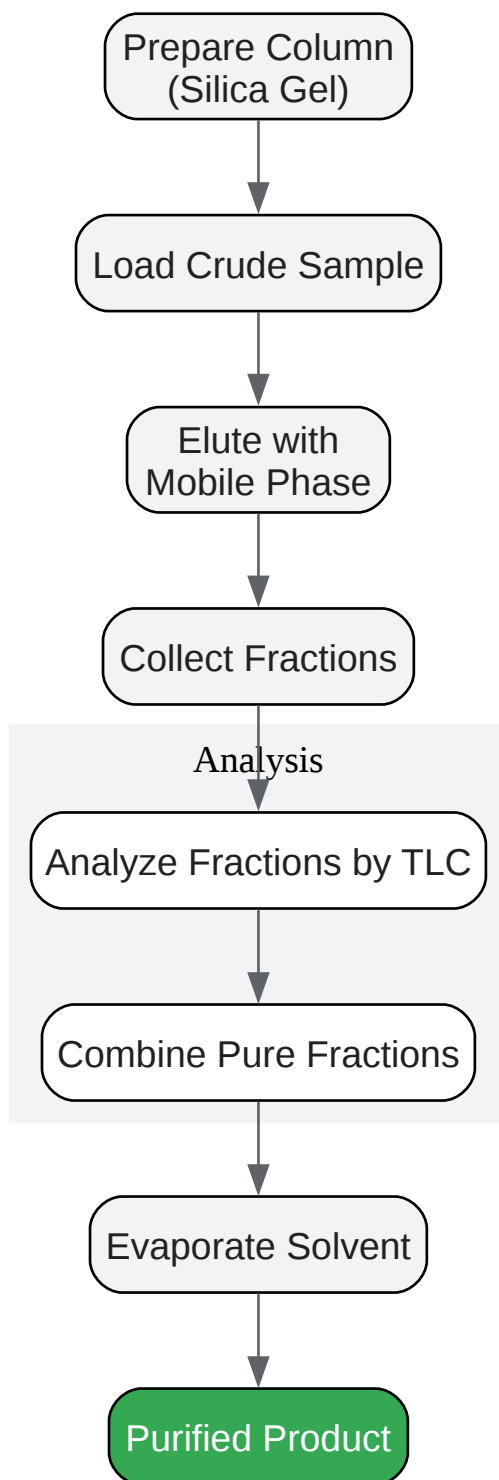 Prepare Column
(Silica Gel)
Load Crude Sample
Elute with
Mobile Phase
Collect Fractions
Analysis
Analyze Fractions by TLC
Combine Pure Fractions
Evaporate Solvent
Purified Product